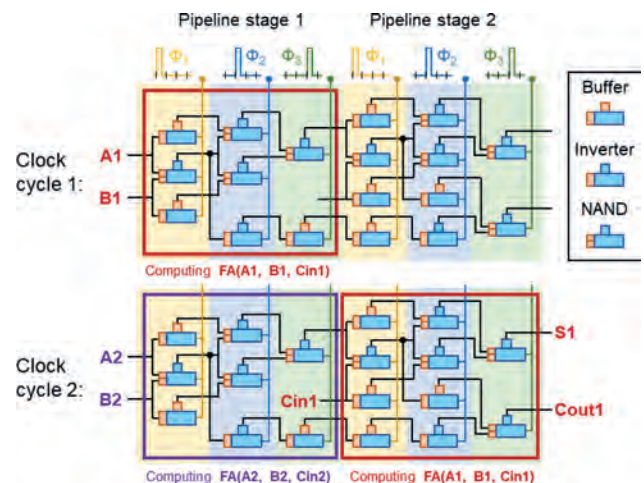 Pipeline stage 1 Pipeline stage 2
Φ1 Φ2 Φ3 Φ1 Φ2 Φ3
Buffer
Inverter
NAND
Clock cycle 1:
A1
B1
Computing FA(A1, B1, Cin1)
Clock cycle 2:
A2
B2
Cin1
S1
Cout1
Computing FA(A2, B2, Cin2) Computing FA(A1, B1, Cin1)